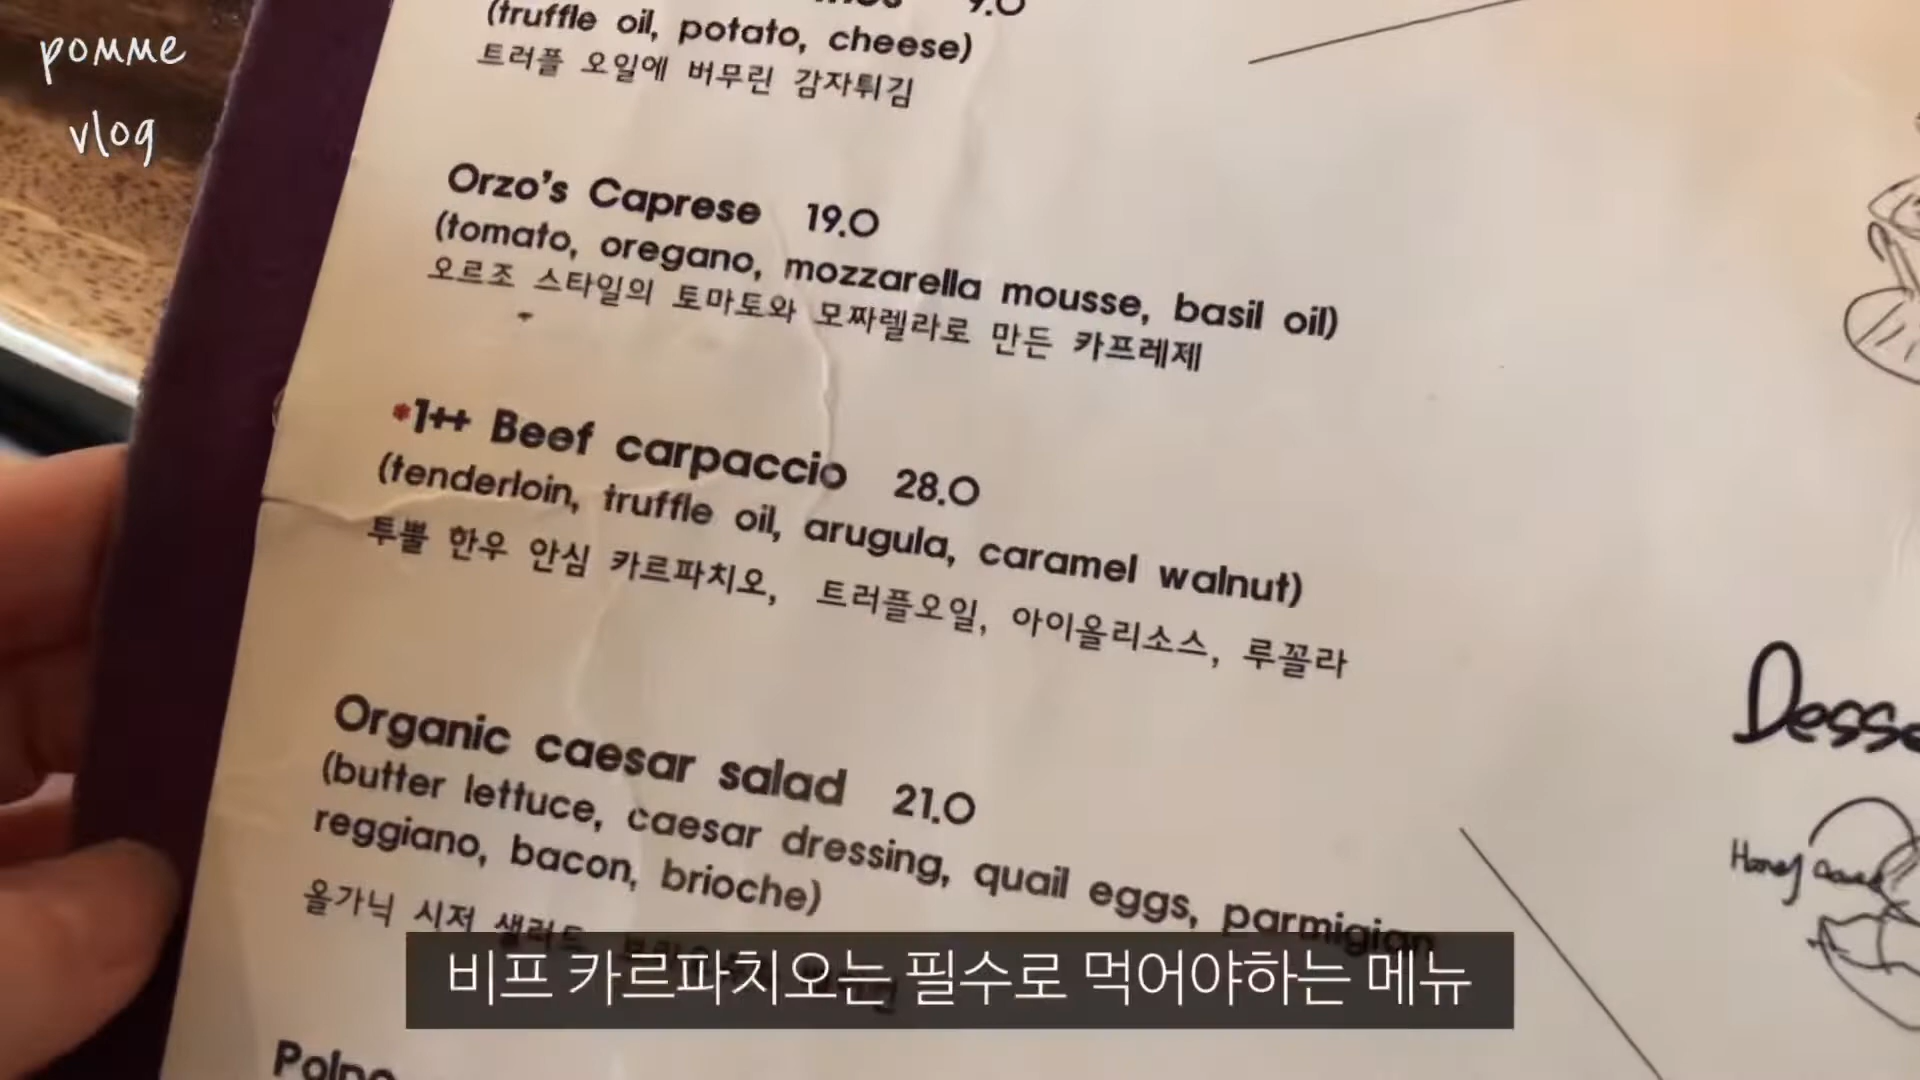 pomme
vlog
9.0
(truffle oil, potato, cheese)
트러플 오일에 버무린 감자튀김
Orzo's Caprese 19.0
(tomato, oregano, mozzarella mousse, basil oil)
오르조 스타일의 토마토와 모짜렐라로 만든 카프레제
*1++ Beef carpaccio 28.0
(tenderloin, truffle oil, arugula, caramel walnut)
투뿔 한우 안심 카르파치오, 트러플오일, 아이올리소스, 루꼴라
Organic caesar salad 21.0
(butter lettuce, caesar dressing, quail eggs, parmigian
reggiano, bacon, brioche)
올가닉 시저 샐러드
비프 카르파치오는 필수로 먹어야하는 메뉴